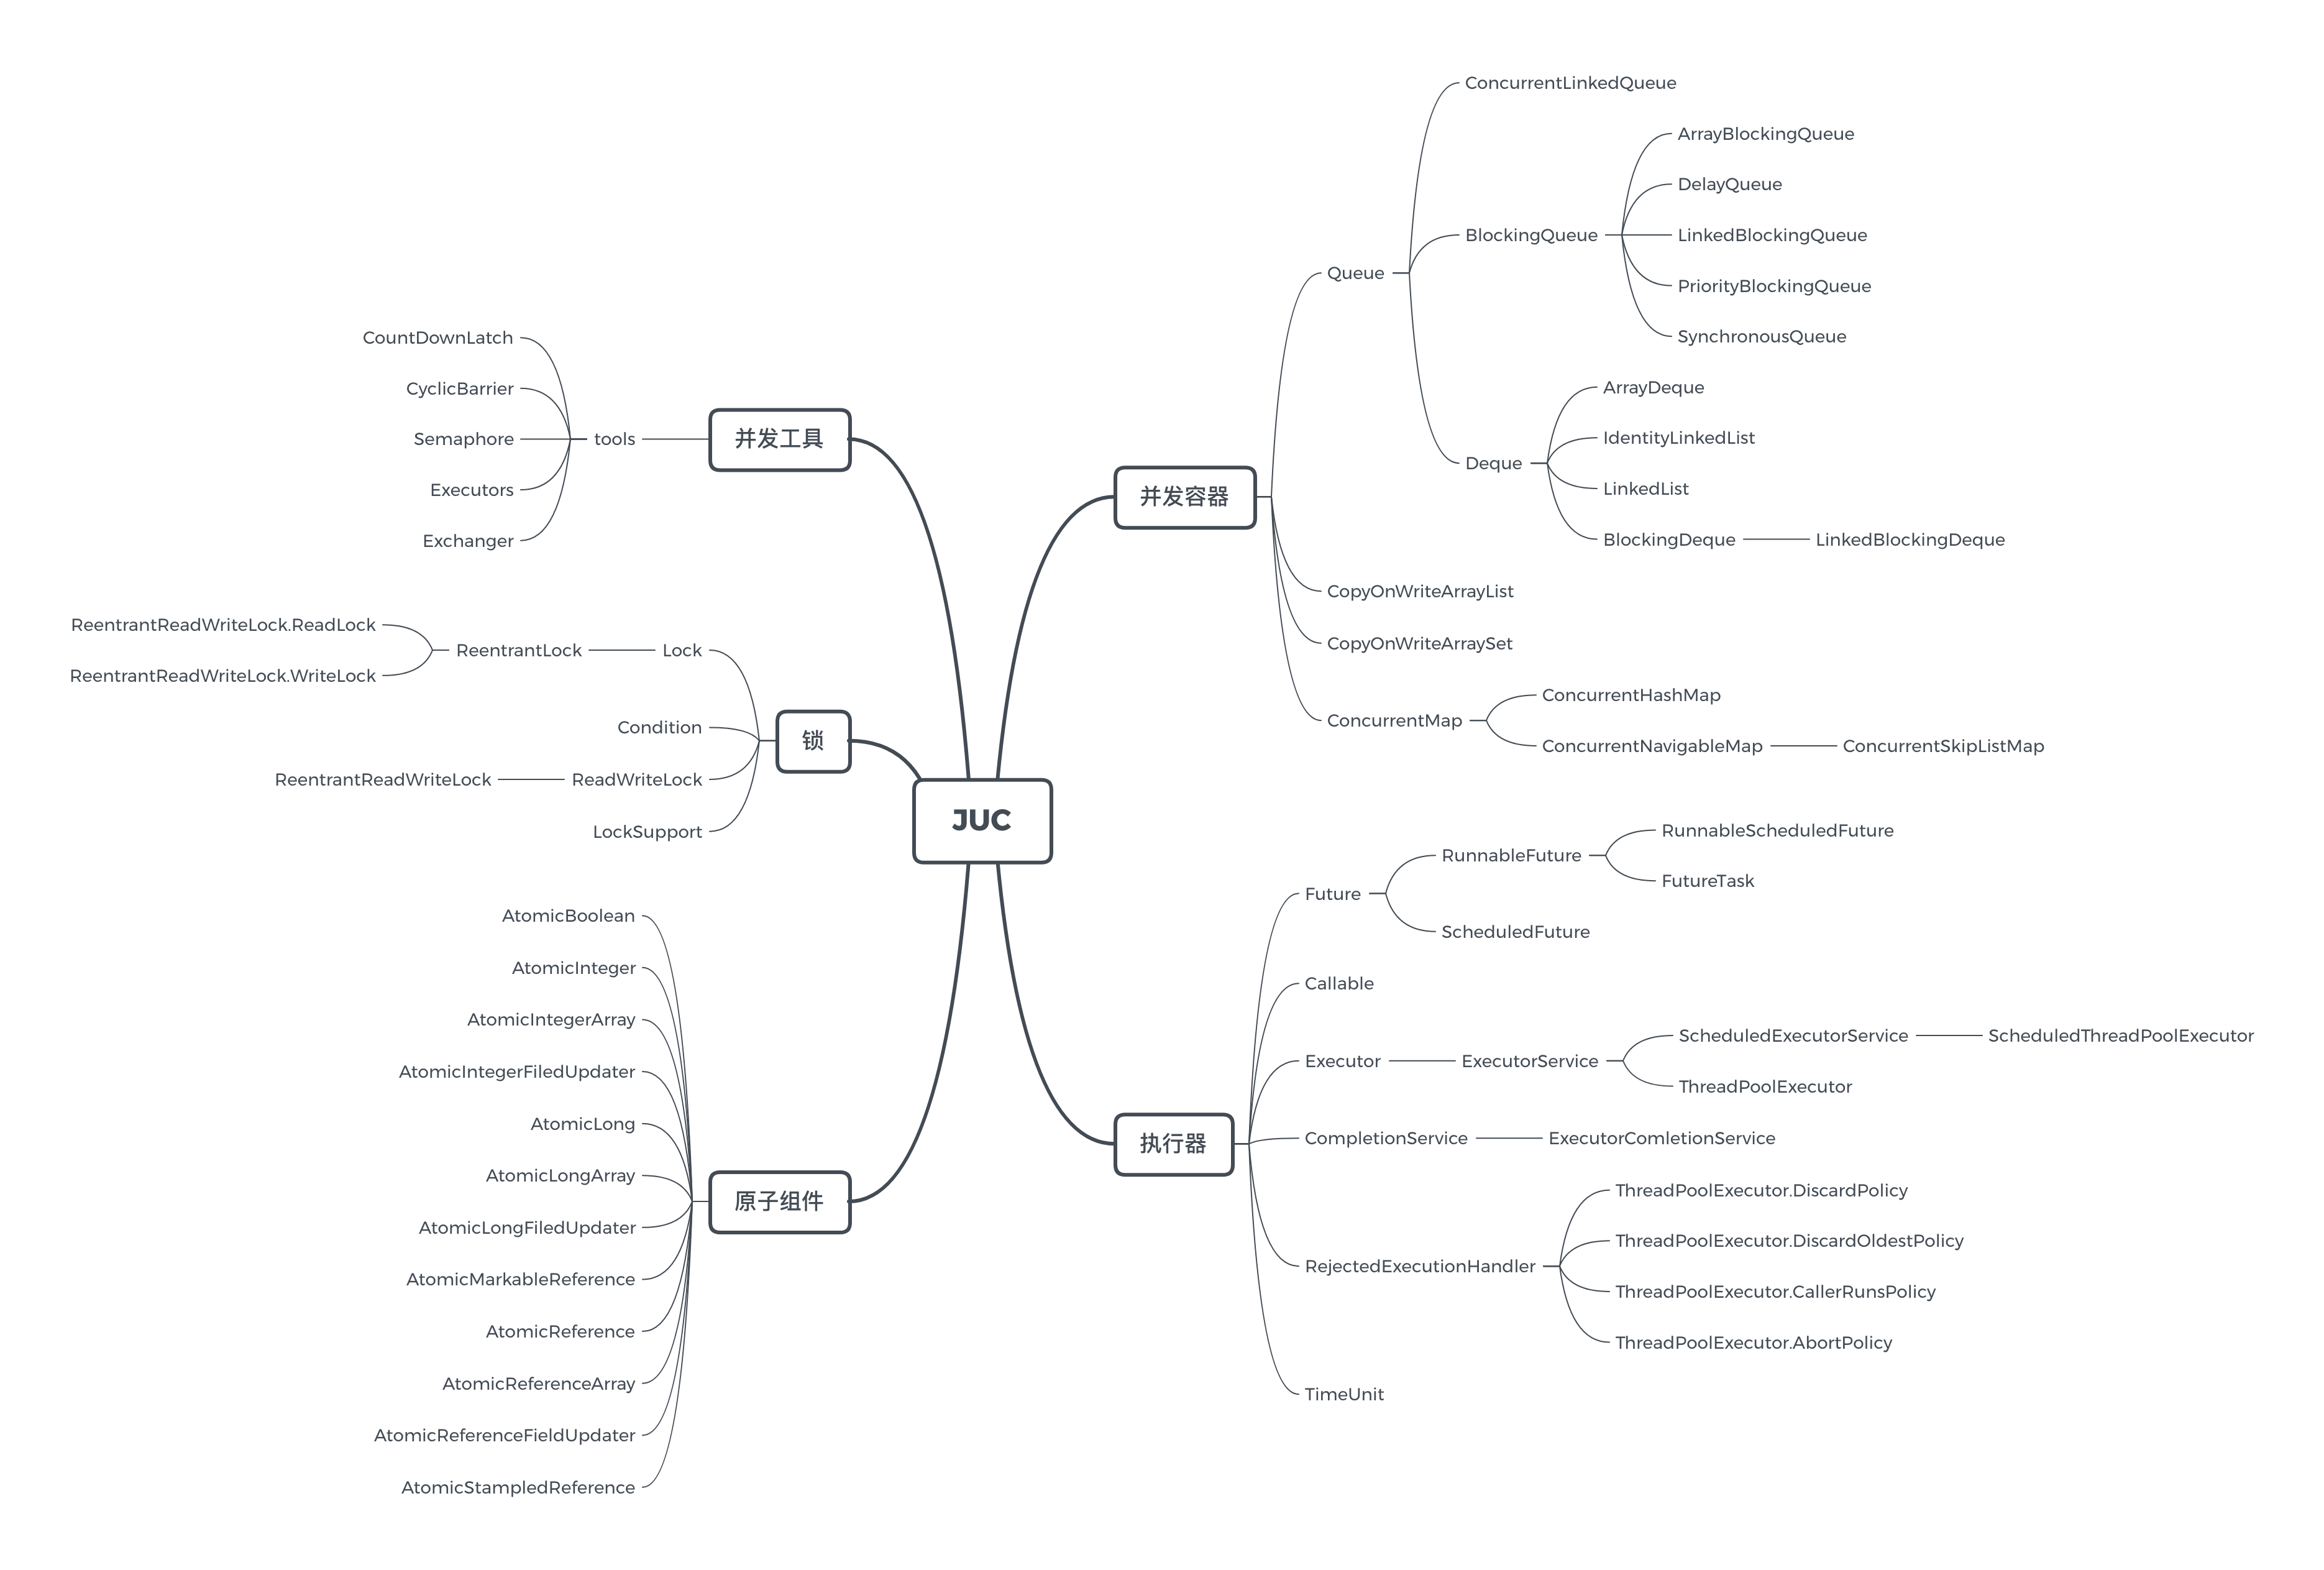 JUC
并发容器
Queue
ConcurrentLinkedQueue
BlockingQueue
ArrayBlockingQueue
DelayQueue
LinkedBlockingQueue
PriorityBlockingQueue
SynchronousQueue
Deque
ArrayDeque
IdentityLinkedList
LinkedList
BlockingDeque
LinkedBlockingDeque
CopyOnWriteArrayList
CopyOnWriteArraySet
ConcurrentMap
ConcurrentHashMap
ConcurrentNavigableMap
ConcurrentSkipListMap
执行器
Future
RunnableFuture
RunnableScheduledFuture
FutureTask
ScheduledFuture
Callable
Executor
ExecutorService
ScheduledExecutorService
ScheduledThreadPoolExecutor
ThreadPoolExecutor
CompletionService
ExecutorComletionService
RejectedExecutionHandler
ThreadPoolExecutor.DiscardPolicy
ThreadPoolExecutor.DiscardOldestPolicy
ThreadPoolExecutor.CallerRunsPolicy
ThreadPoolExecutor.AbortPolicy
TimeUnit
并发工具
tools
CountDownLatch
CyclicBarrier
Semaphore
Executors
Exchanger
锁
Lock
ReentrantLock
ReentrantReadWriteLock.ReadLock
ReentrantReadWriteLock.WriteLock
Condition
ReadWriteLock
ReentrantReadWriteLock
LockSupport
原子组件
AtomicBoolean
AtomicInteger
AtomicIntegerArray
AtomicIntegerFiledUpdater
AtomicLong
AtomicLongArray
AtomicLongFiledUpdater
AtomicMarkableReference
AtomicReference
AtomicReferenceArray
AtomicReferenceFieldUpdater
AtomicStampledReference